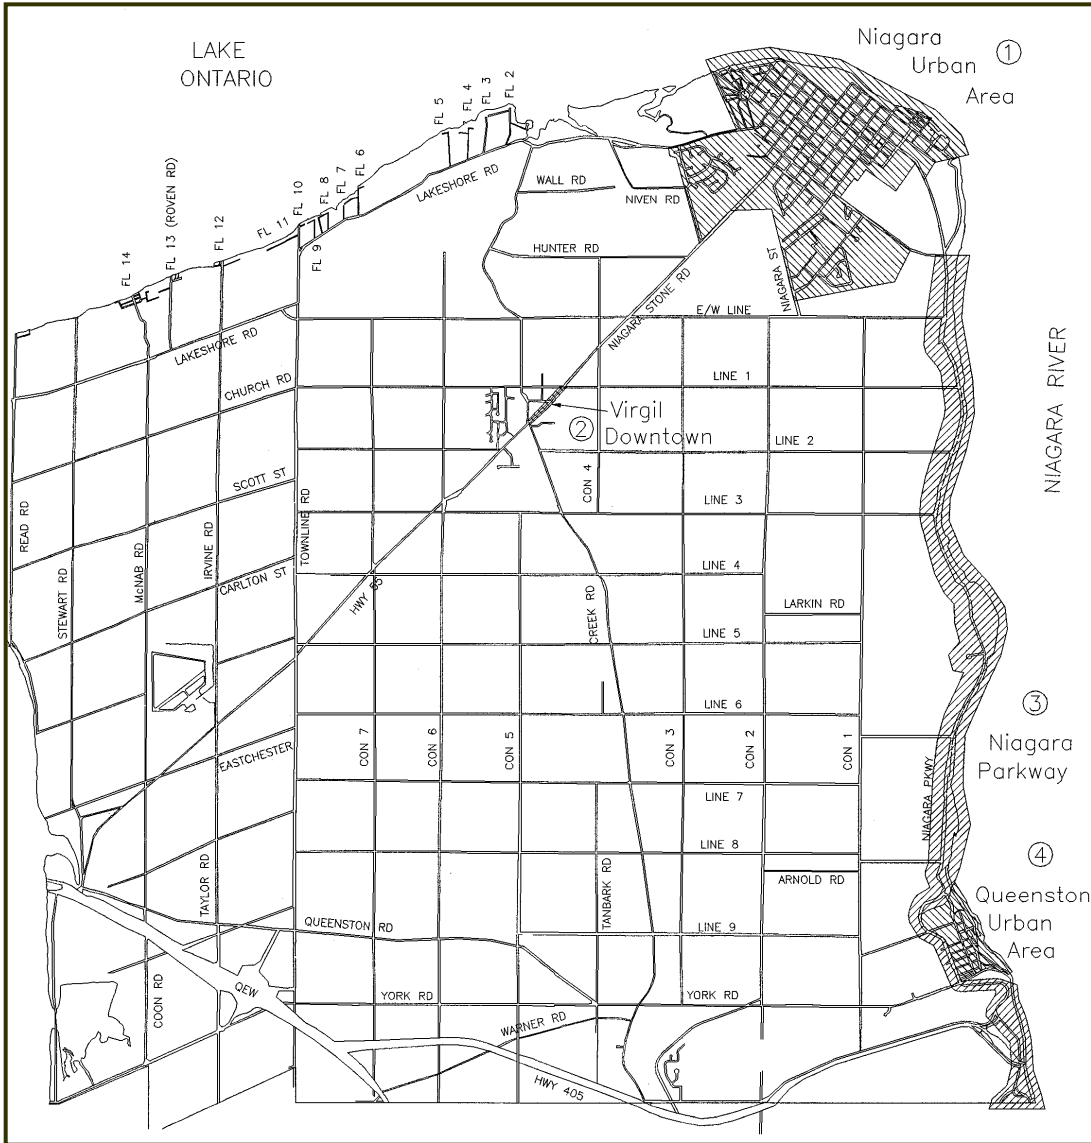 LAKE
ONTARIO
Niagara
Urban
Area
1
FL 2
FL 3
FL 4
FL 5
FL 6
FL 7
FL 8
FL 10
FL 9
FL 11
FL 12
FL 13 (ROVEN RD)
FL 14
LAKESHORE RD
WALL RD
NIVEN RD
HUNTER RD
NIAGARA STONE RD
NIAGARA ST
E/W LINE
NIAGARA RIVER
LAKESHORE RD
CHURCH RD
LINE 1
Virgil
Downtown
2
LINE 2
SCOTT ST
CON 4
LINE 3
READ RD
STEWART RD
McNAB RD
IRVINE RD
TOWNLINE RD
CARLTON ST
HWY 55
LINE 4
CREEK RD
LARKIN RD
LINE 5
LINE 6
EASTCHESTER
CON 7
CON 6
CON 5
CON 3
CON 2
CON 1
NIAGARA PKWY
3
Niagara
Parkway
LINE 7
LINE 8
4
Queenston
Urban
Area
ARNOLD RD
TAYLOR RD
QUEENSTON RD
TANBARK RD
LINE 9
COON RD
QEW
YORK RD
YORK RD
WARNER RD
HWY 405